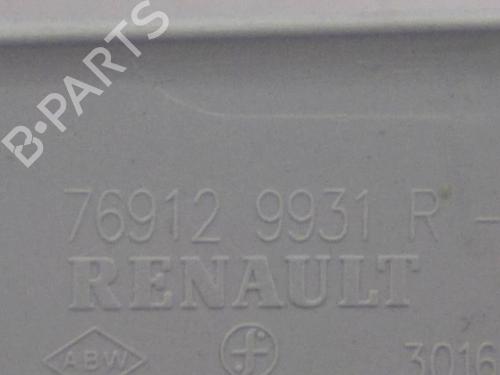 B-PARTS
76912 9931 R -
RENAULT
ABW f 3016